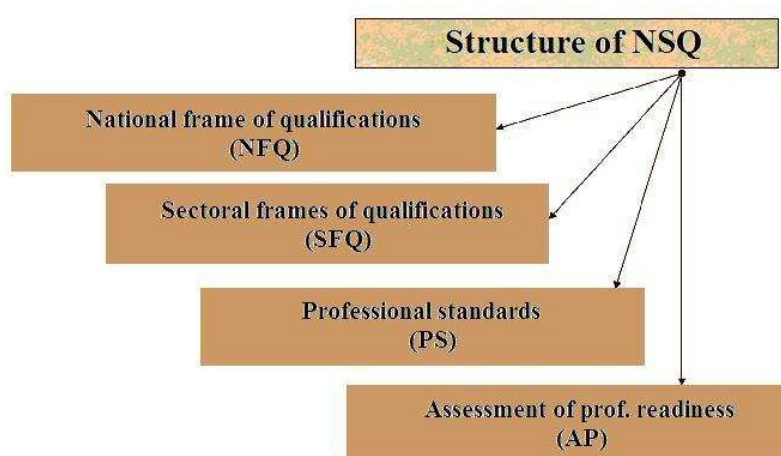 Structure of NSQ
National frame of qualifications
(NFQ)
Sectoral frames of qualifications
(SFQ)
Professional standards
(PS)
Assessment of prof. readiness
(AP)